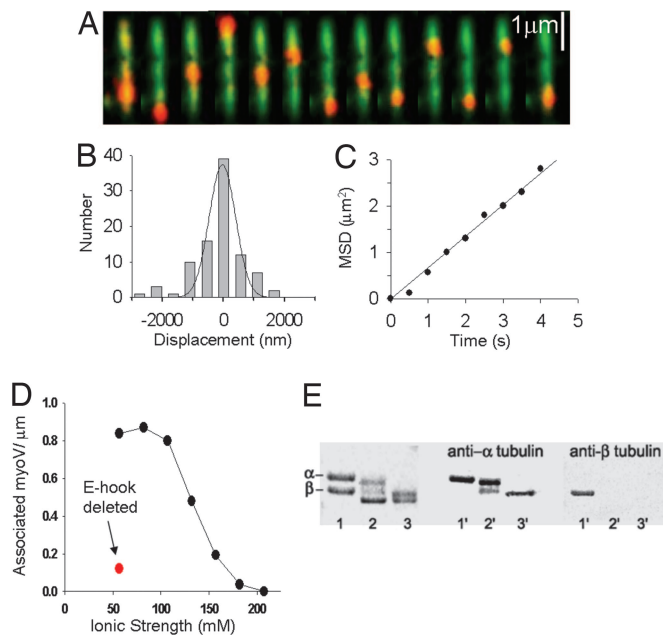 A
1μm
B
40
30
20
10
0
Number
-2000
0
2000
Displacement (nm)
C
3
2
1
0
MSD (μm²)
0
1
2
3
4
5
Time (s)
D
1.0
0.8
0.6
0.4
0.2
0.0
Associated myoV/ μm
E-hook
deleted
0
50
100
150
200
Ionic Strength (mM)
E
anti-α tubulin
anti-β tubulin
α-
β-
1
2
3
1'
2'
3'
1'
2'
3'